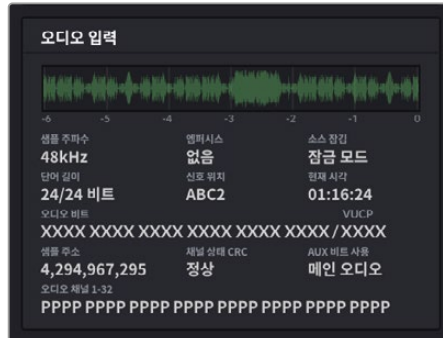 오디오 입력
-6 -5 -4 -3 -2 -1 0
샘플 주파수 엠퍼시스 소스 잠김
48kHz 없음 잠금 모드
단어 길이 신호 위치 현재 시각
24/24 비트 ABC2 01:16:24
오디오 비트 VUCP
XXXX XXXX XXXX XXXX XXXX XXXX/XXXX
샘플 주소 채널 상태 CRC AUX 비트 사용
4,294,967,295 정상 메인 오디오
오디오 채널 1-32
PPPP PPPP PPPP PPPP PPPP PPPP PPPP PPPP